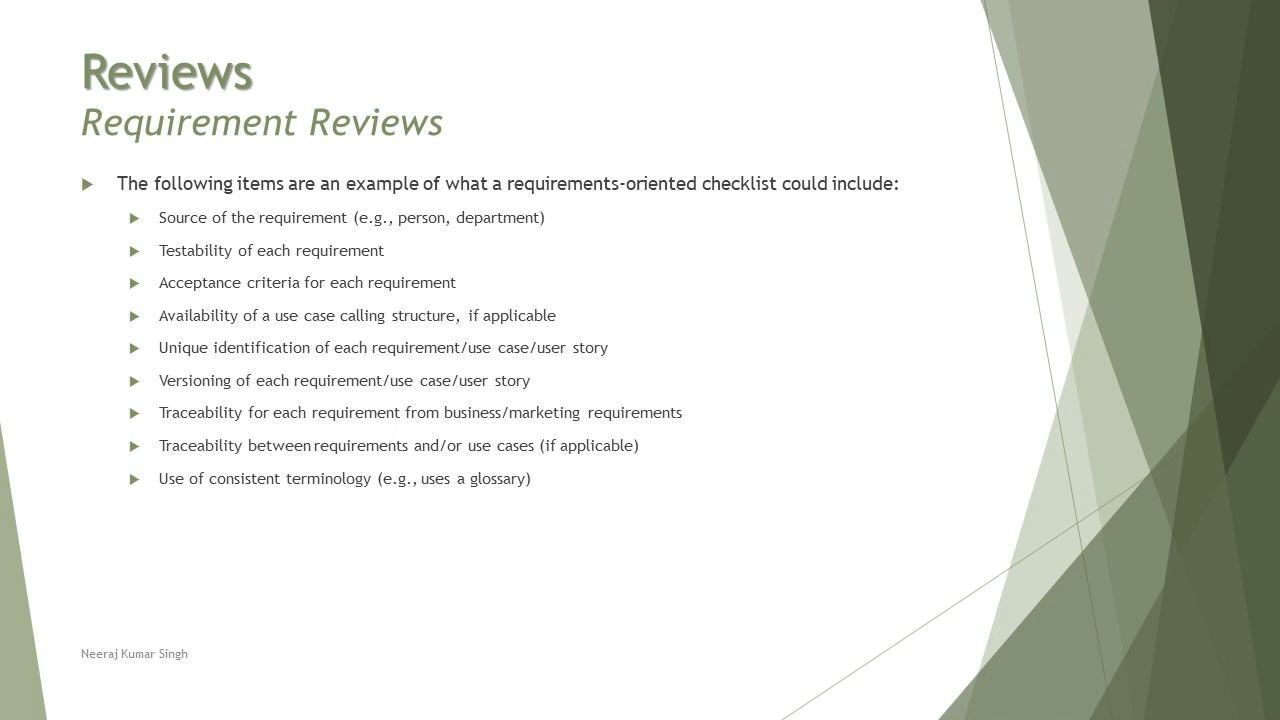 Reviews
Requirement Reviews
The following items are an example of what a requirements-oriented checklist could include:
Source of the requirement (e.g., person, department)
Testability of each requirement
Acceptance criteria for each requirement
Availability of a use case calling structure, if applicable
Unique identification of each requirement/use case/user story
Versioning of each requirement/use case/user story
Traceability for each requirement from business/marketing requirements
Traceability between requirements and/or use cases (if applicable)
Use of consistent terminology (e.g., uses a glossary)
Neeraj Kumar Singh